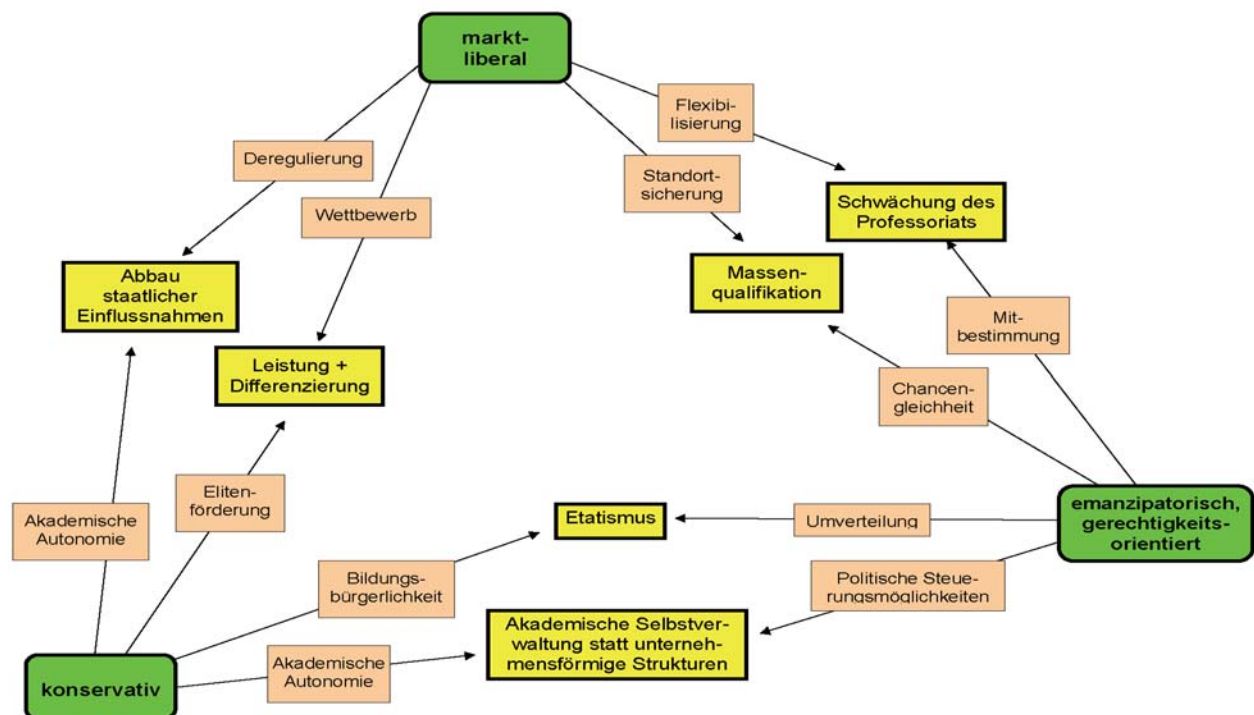 markt-
liberal
Flexibi-
lisierung
Deregulierung
Standort-
sicherung
Wettbewerb
Schwächung des
Professoriats
Abbau
staatlicher
Einflussnahmen
Massen-
qualifikation
Mit-
bestimmung
Leistung +
Differenzierung
Chancen-
gleichheit
Akademische
Autonomie
Eliten-
förderung
Etatismus
Umverteilung
emanzipatorisch,
gerechtigkeits-
orientiert
Bildungs-
bürgerlichkeit
Politische Steue-
rungsmöglichkeiten
Akademische Selbstver-
waltung statt unterneh-
mensförmige Strukturen
Akademische
Autonomie
konservativ